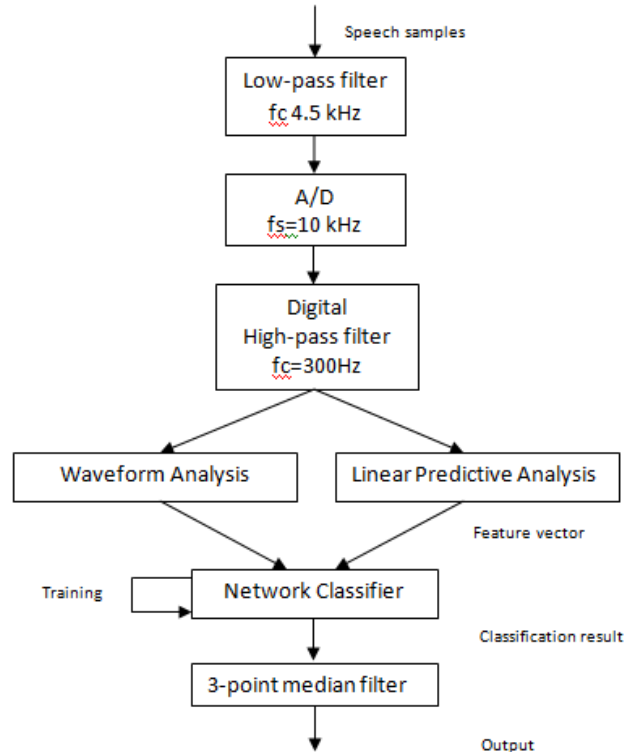 Speech samples
Low-pass filter
fc 4.5 kHz
A/D
fs=10 kHz
Digital
High-pass filter
fc=300Hz
Waveform Analysis
Linear Predictive Analysis
Feature vector
Training
Network Classifier
Classification result
3-point median filter
Output